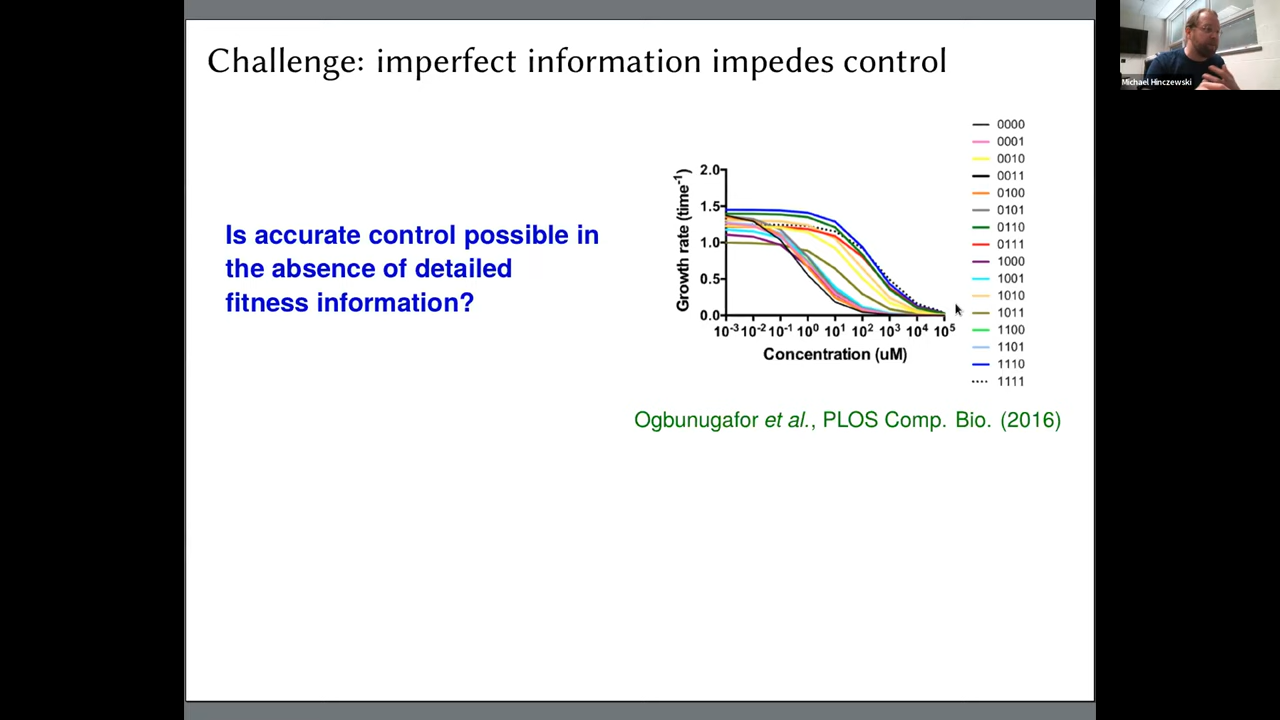 Challenge: imperfect information impedes control
Michael Hinczewski
Is accurate control possible in
the absence of detailed
fitness information?
Growth rate (time⁻¹)
2.0
1.5
1.0
0.5
0.0
10⁻³ 10⁻² 10⁻¹ 10⁰ 10¹ 10² 10³ 10⁴ 10⁵
Concentration (uM)
0000
0001
0010
0011
0100
0101
0110
0111
1000
1001
1010
1011
1100
1101
1110
1111
Ogbunugafor et al., PLOS Comp. Bio. (2016)